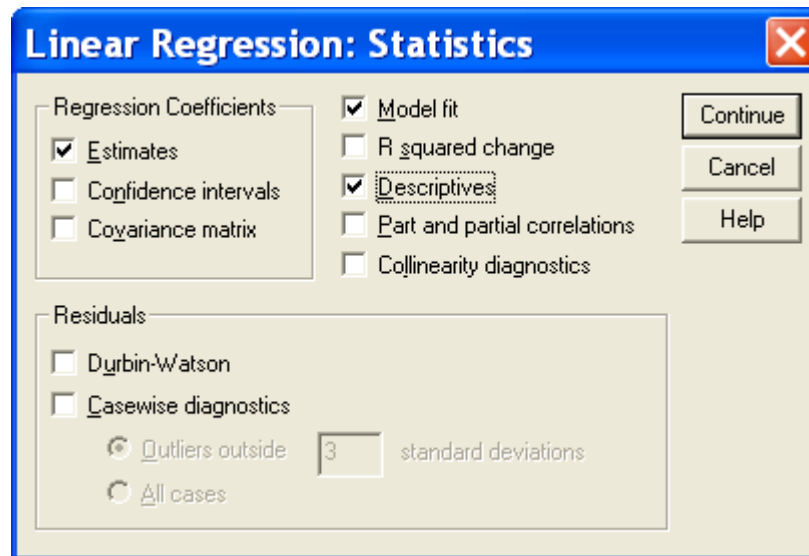 Linear Regression: Statistics
Regression Coefficients
Estimates
Confidence intervals
Covariance matrix
Model fit
R squared change
Descriptives
Part and partial correlations
Collinearity diagnostics
Continue
Cancel
Help
Residuals
Durbin-Watson
Casewise diagnostics
Outliers outside 3 standard deviations
All cases